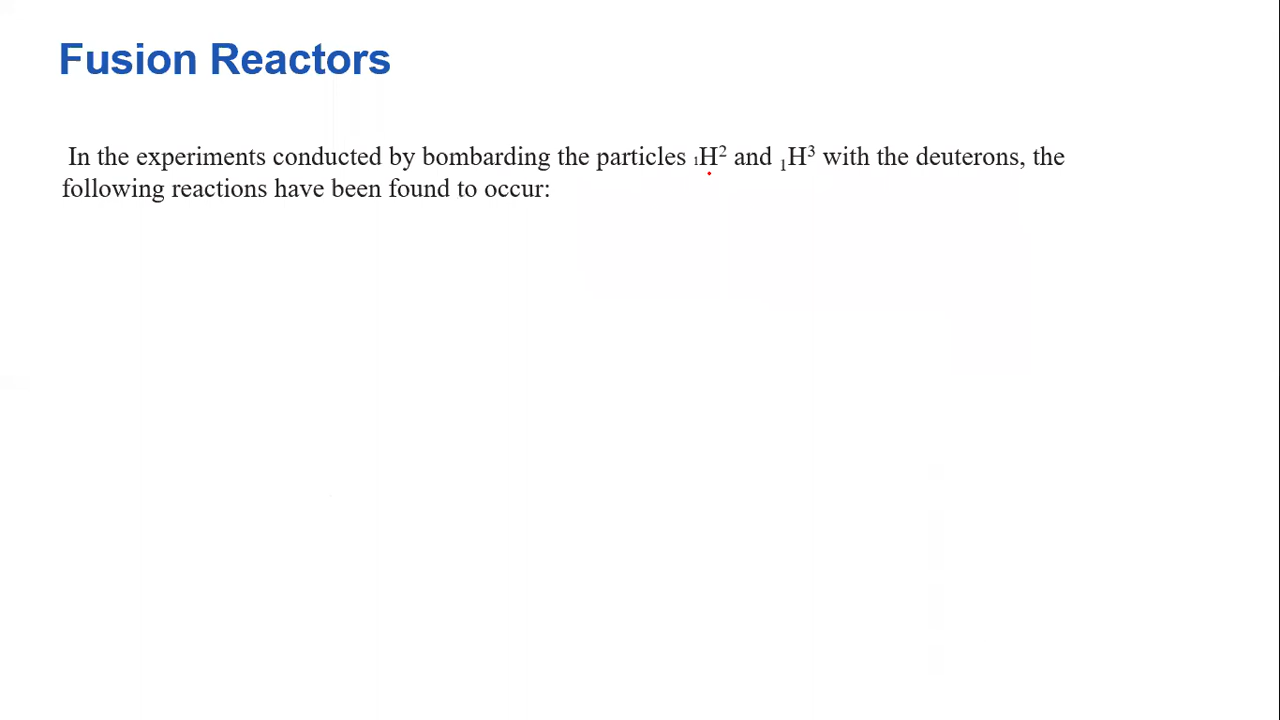 Fusion Reactors
In the experiments conducted by bombarding the particles ₁H² and ₁H³ with the deuterons, the
following reactions have been found to occur: